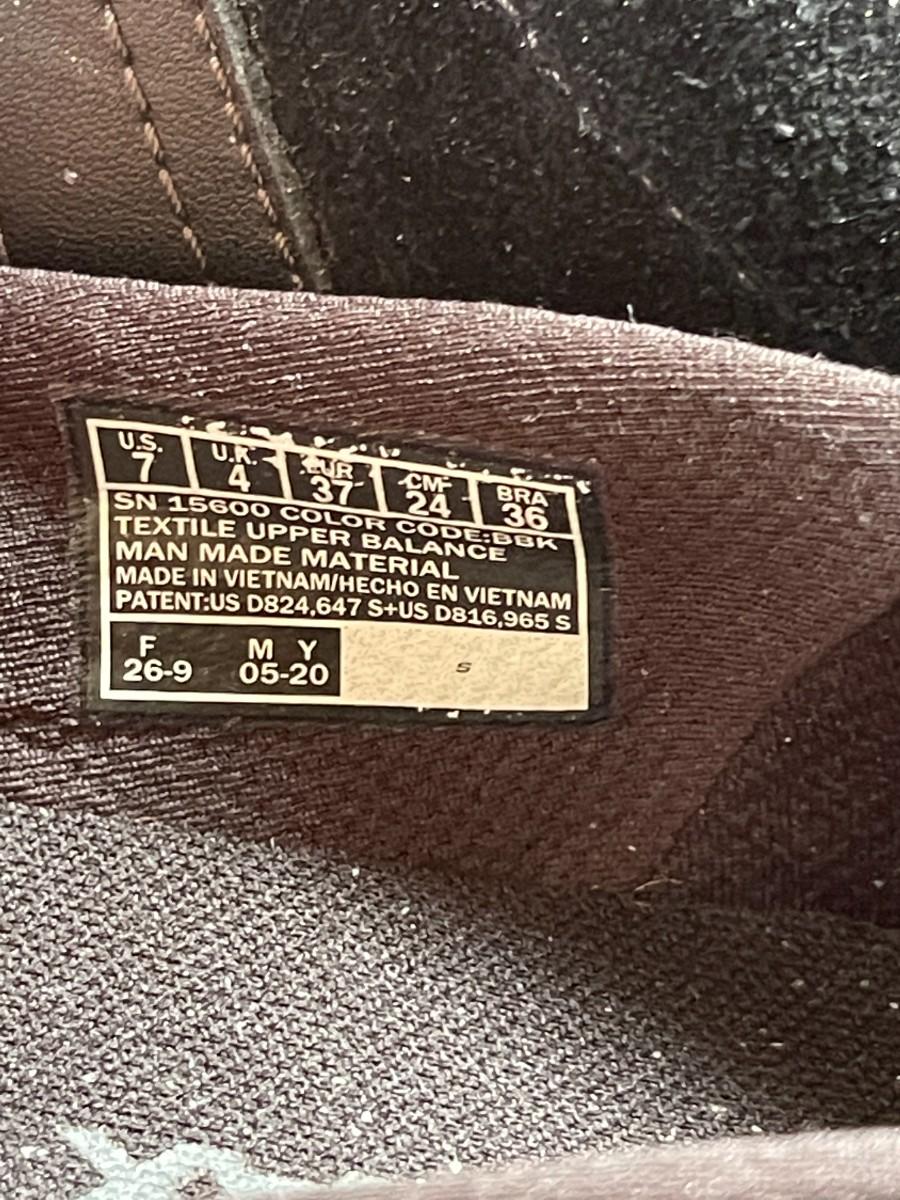 U.S. U.K. EUR CM BRA
7 4 37 24 36
SN 15600 COLOR CODE:BBK
TEXTILE UPPER BALANCE
MAN MADE MATERIAL
MADE IN VIETNAM/HECHO EN VIETNAM
PATENT:US D824,647 S+US D816,965 S
F M Y
26-9 05-20
S